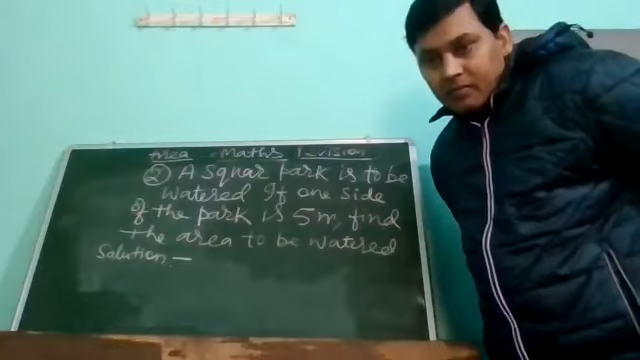 Area Maths Revision
(2) A Squar park is to be
watered If one side
of the park is 5m, find
the area to be watered
Solution —